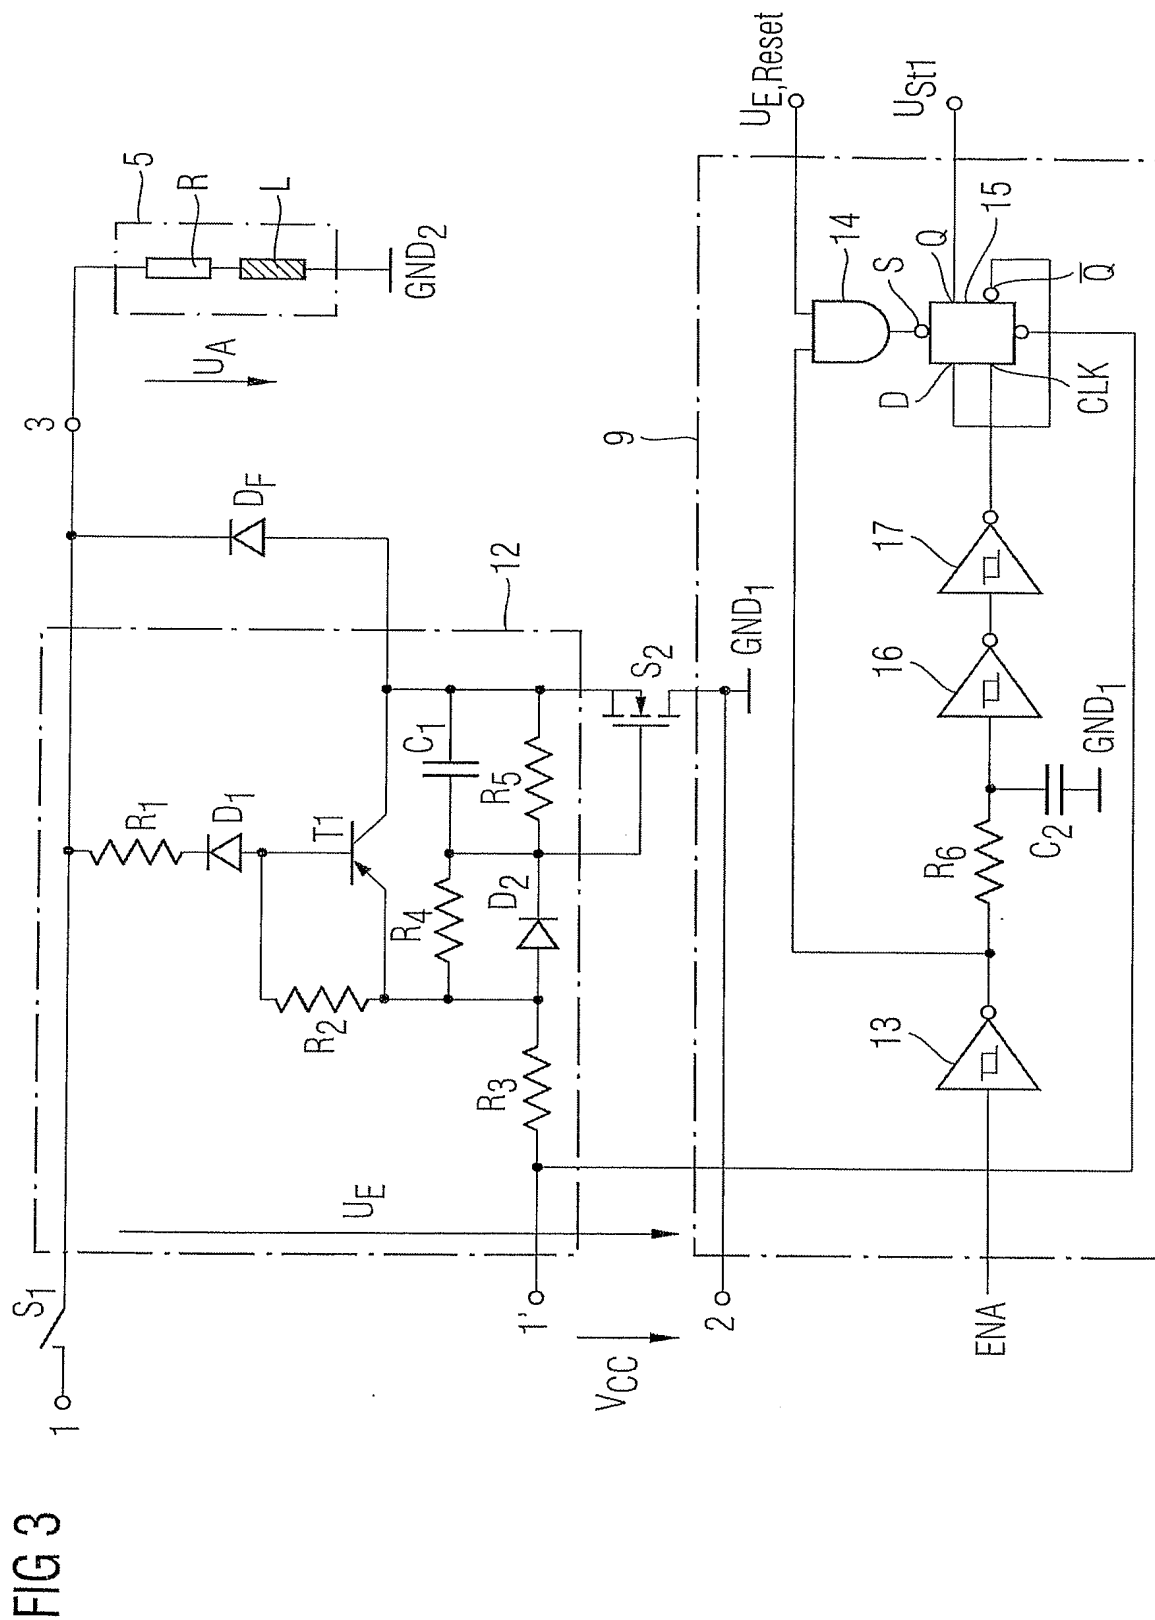 FIG 3
1
S1
R1
D1
T1
R2
R4
C1
R3
D2
R5
UE
12
DF
3
UA
5
R
L
GND2
1'
VCC
2
S2
GND1
9
UE,Reset
USt1
14
S
Q
15
D
CLK
Q̅
ENA
13
R6
C2
GND1
16
17